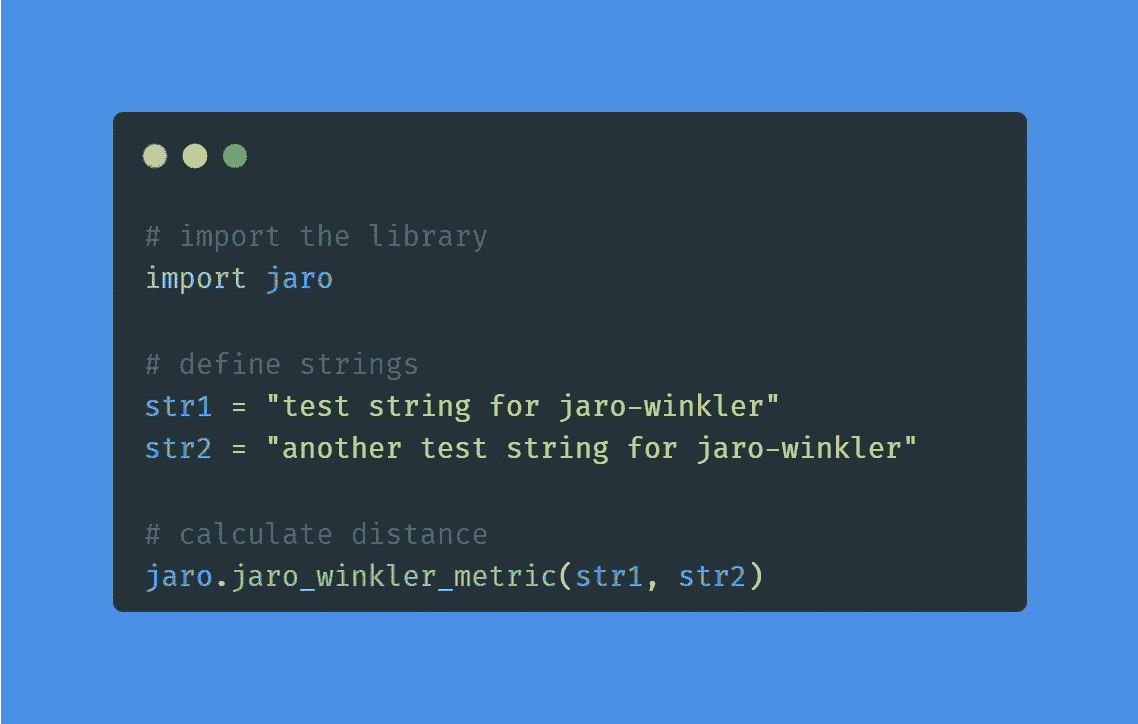 # import the library
import jaro
# define strings
str1 = "test string for jaro-winkler"
str2 = "another test string for jaro-winkler"
# calculate distance
jaro.jaro_winkler_metric(str1, str2)